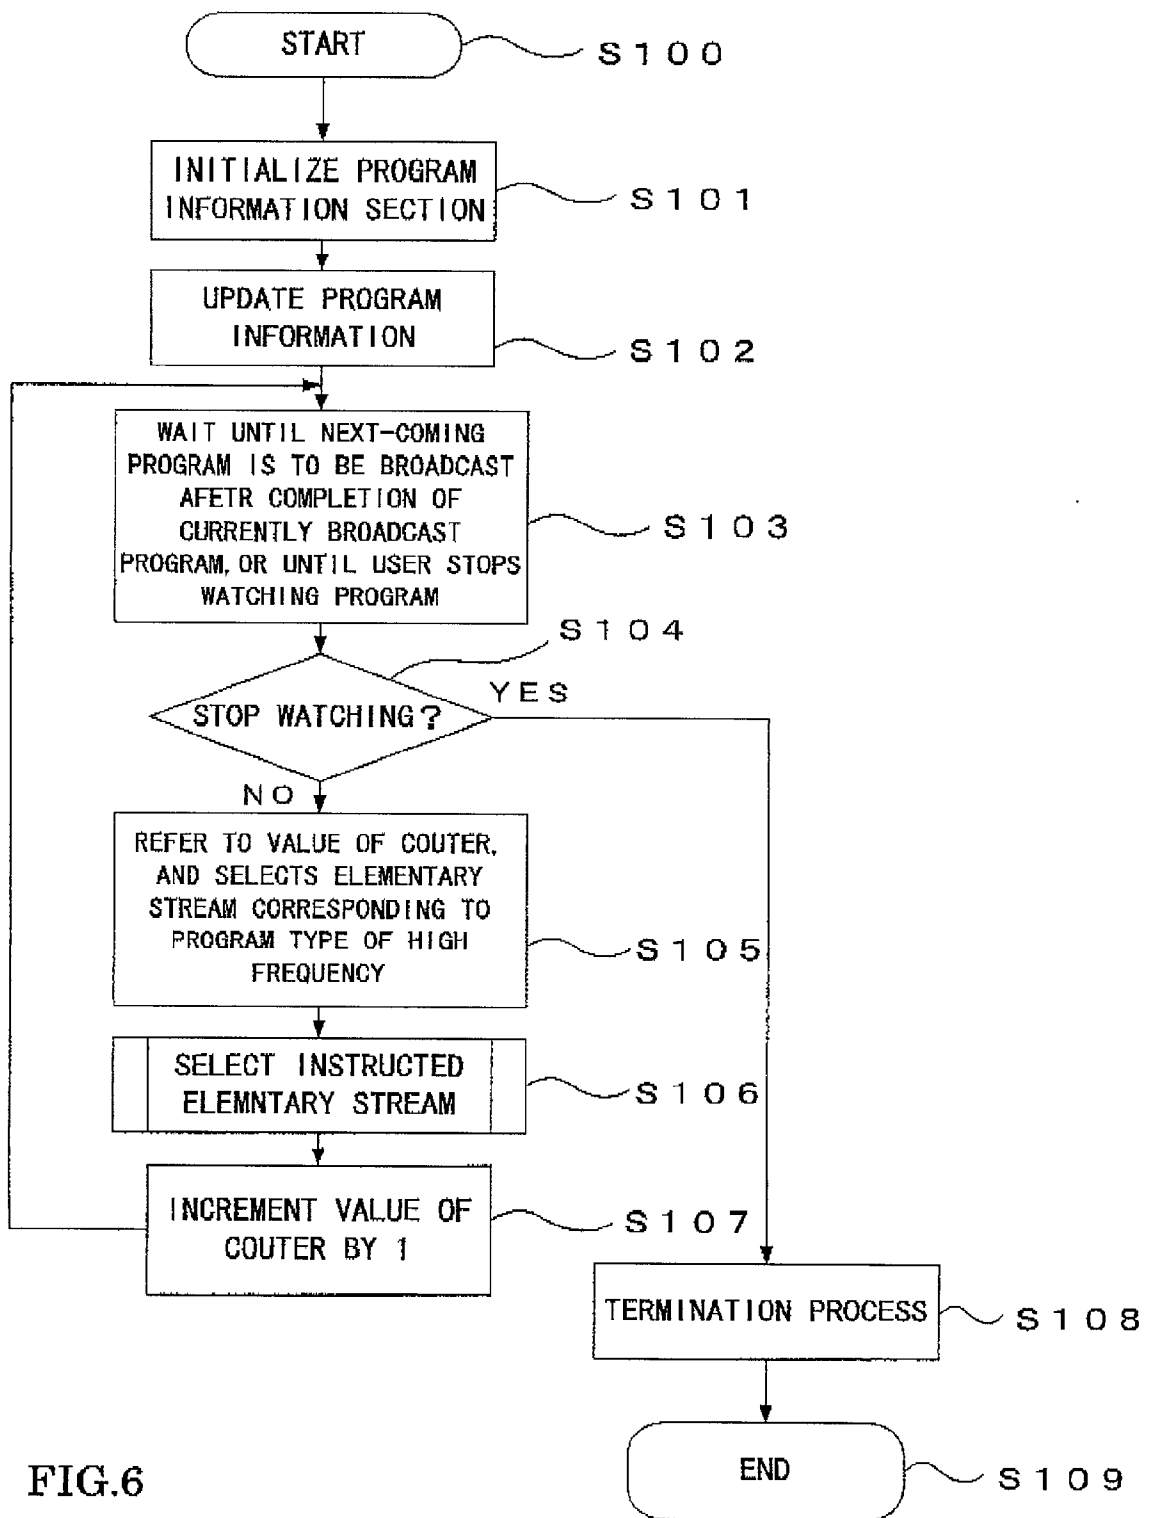 START
S100
INITIALIZE PROGRAM
INFORMATION SECTION
S101
UPDATE PROGRAM
INFORMATION
S102
WAIT UNTIL NEXT-COMING
PROGRAM IS TO BE BROADCAST
AFETR COMPLETION OF
CURRENTLY BROADCAST
PROGRAM, OR UNTIL USER STOPS
WATCHING PROGRAM
S103
S104
STOP WATCHING?
YES
NO
REFER TO VALUE OF COUTER,
AND SELECTS ELEMENTARY
STREAM CORRESPONDING TO
PROGRAM TYPE OF HIGH
FREQUENCY
S105
SELECT INSTRUCTED
ELEMNTARY STREAM
S106
INCREMENT VALUE OF
COUTER BY 1
S107
TERMINATION PROCESS
S108
END
S109
FIG.6